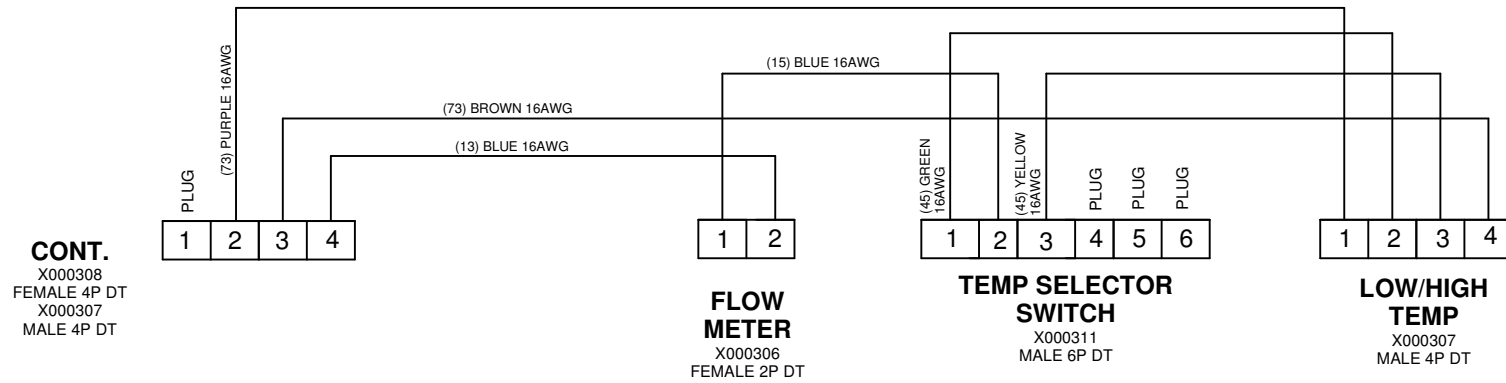 (15) BLUE 16AWG
(73) PURPLE 16AWG
(73) BROWN 16AWG
(13) BLUE 16AWG
PLUG
(45) GREEN
16AWG
(45) YELLOW
16AWG
PLUG
PLUG
PLUG
1 2 3 4
1 2
1 2 3 4 5 6
1 2 3 4
CONT.
X000308
FEMALE 4P DT
X000307
MALE 4P DT
FLOW
METER
X000306
FEMALE 2P DT
TEMP SELECTOR
SWITCH
X000311
MALE 6P DT
LOW/HIGH
TEMP
X000307
MALE 4P DT